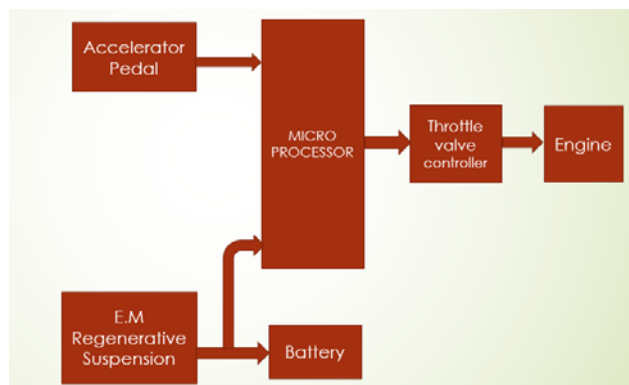 Accelerator
Pedal
MICRO
PROCESSOR
Throttle
valve
controller
Engine
E.M
Regenerative
Suspension
Battery